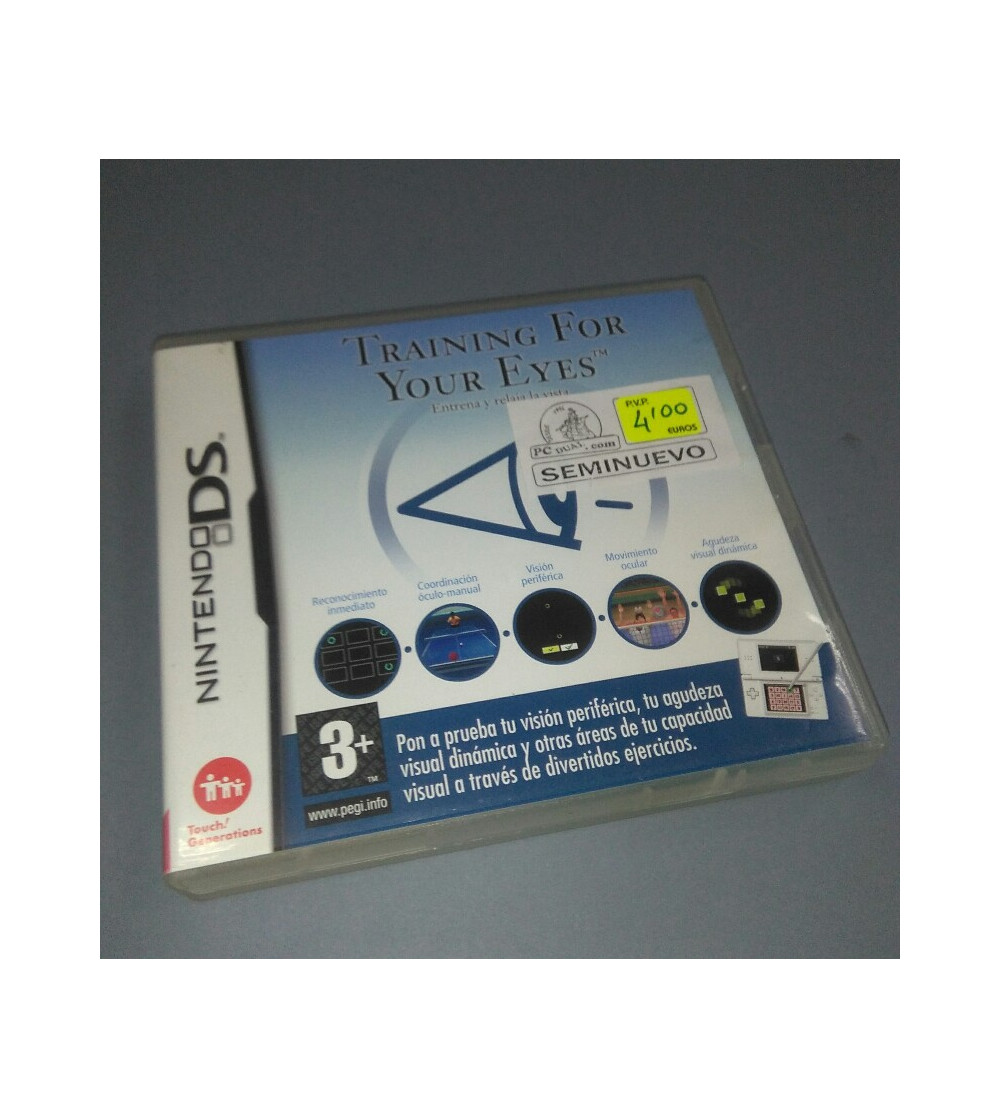 TRAINING FOR
YOUR EYES™
Entrena y relaja la vista
P.V.P.
4'00
EUROS
PC DUAL.com
SEMINUEVO
NINTENDO DS
Reconocimiento
inmediato
Coordinación
óculo-manual
Visión
periférica
Movimiento
ocular
Agudeza
visual dinámica
3+
TM
www.pegi.info
Pon a prueba tu visión periférica, tu agudeza
visual dinámica y otras áreas de tu capacidad
visual a través de divertidos ejercicios.
Touch!
Generations